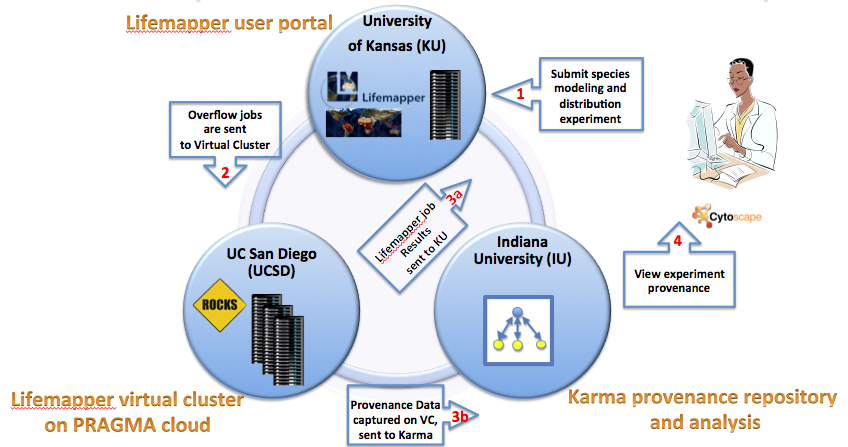 Lifemapper user portal
University
of Kansas (KU)
LM
Lifemapper
1
Submit species
modeling and
distribution
experiment
Overflow jobs
are sent
to Virtual Cluster
2
3a
Lifemapper job
Results
sent to KU
UC San Diego
(UCSD)
ROCKS
Indiana
University (IU)
Cytoscape
4
View experiment
provenance
Lifemapper virtual cluster
on PRAGMA cloud
Provenance Data
captured on VC,
sent to Karma
3b
Karma provenance repository
and analysis